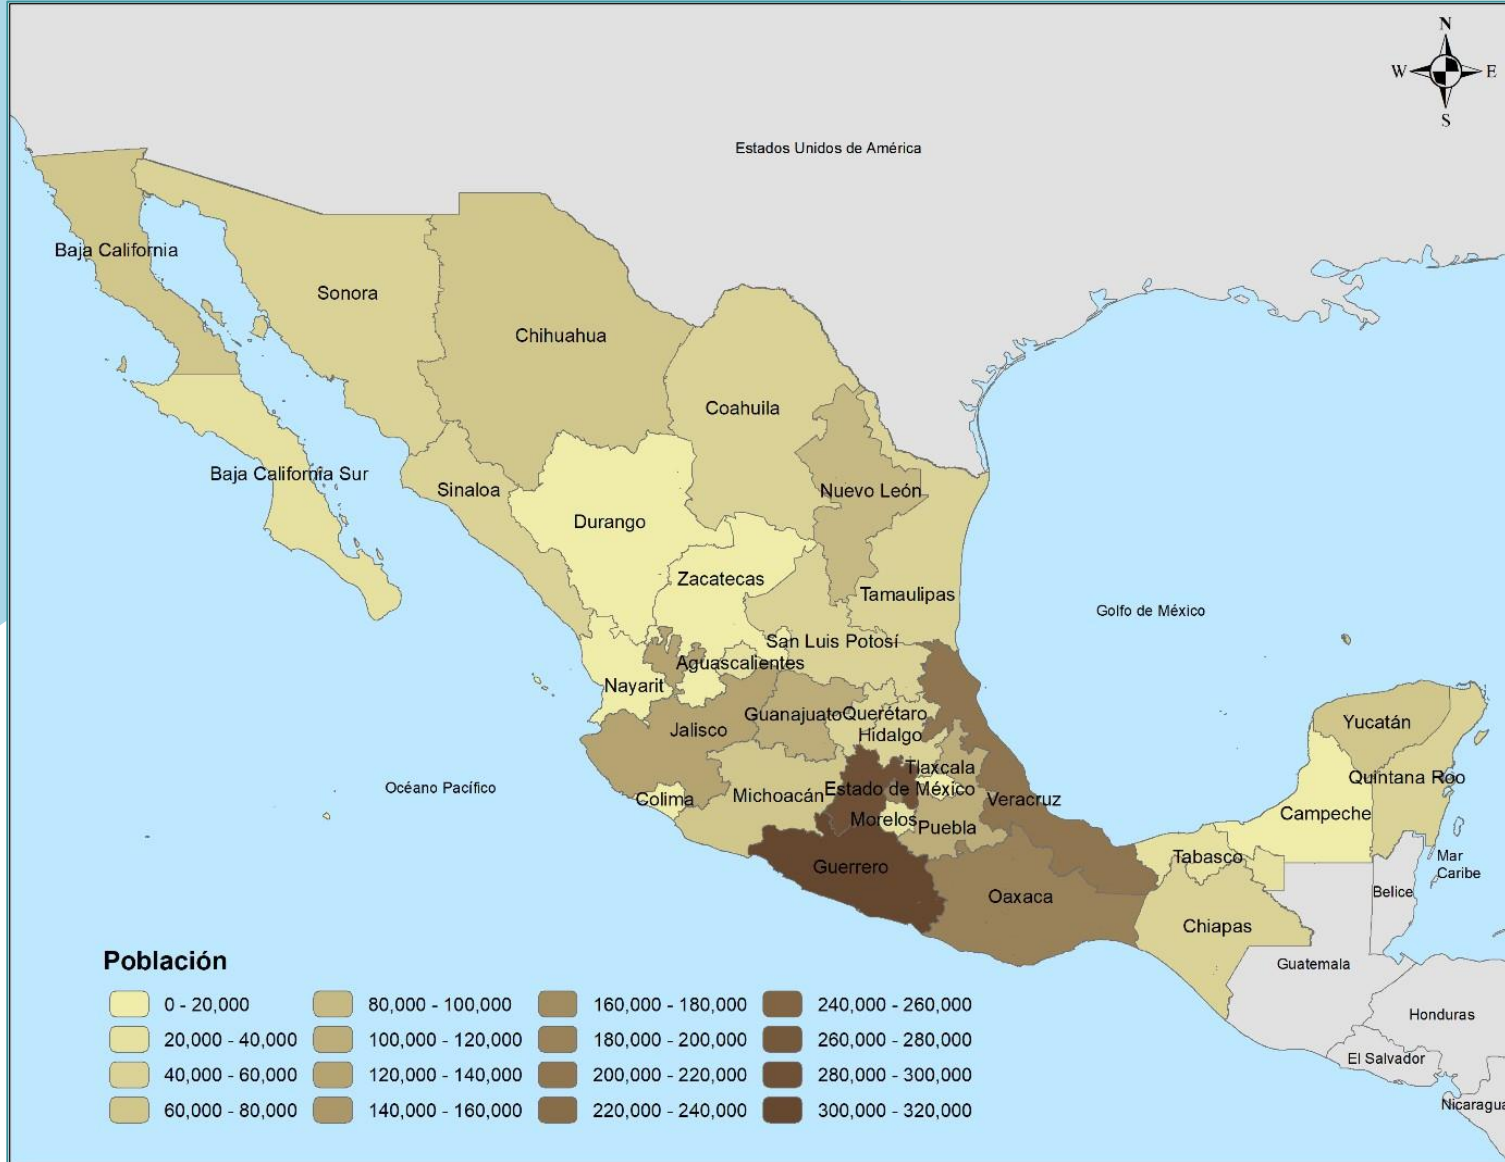 N
W
E
S
Estados Unidos de América
Baja California
Sonora
Chihuahua
Coahuila
Baja California Sur
Sinaloa
Nuevo León
Durango
Zacatecas
Tamaulipas
Golfo de México
San Luis Potosí
Aguascalientes
Nayarit
Guanajuato
Querétaro
Yucatán
Jalisco
Hidalgo
Tlaxcala
Quintana Roo
Océano Pacífico
Estado de México
Colima
Michoacán
Veracruz
Campeche
Morelos
Puebla
Tabasco
Mar
Caribe
Guerrero
Belice
Oaxaca
Chiapas
Guatemala
Honduras
El Salvador
Nicaragua
Población
0 - 20,000
20,000 - 40,000
40,000 - 60,000
60,000 - 80,000
80,000 - 100,000
100,000 - 120,000
120,000 - 140,000
140,000 - 160,000
160,000 - 180,000
180,000 - 200,000
200,000 - 220,000
220,000 - 240,000
240,000 - 260,000
260,000 - 280,000
280,000 - 300,000
300,000 - 320,000